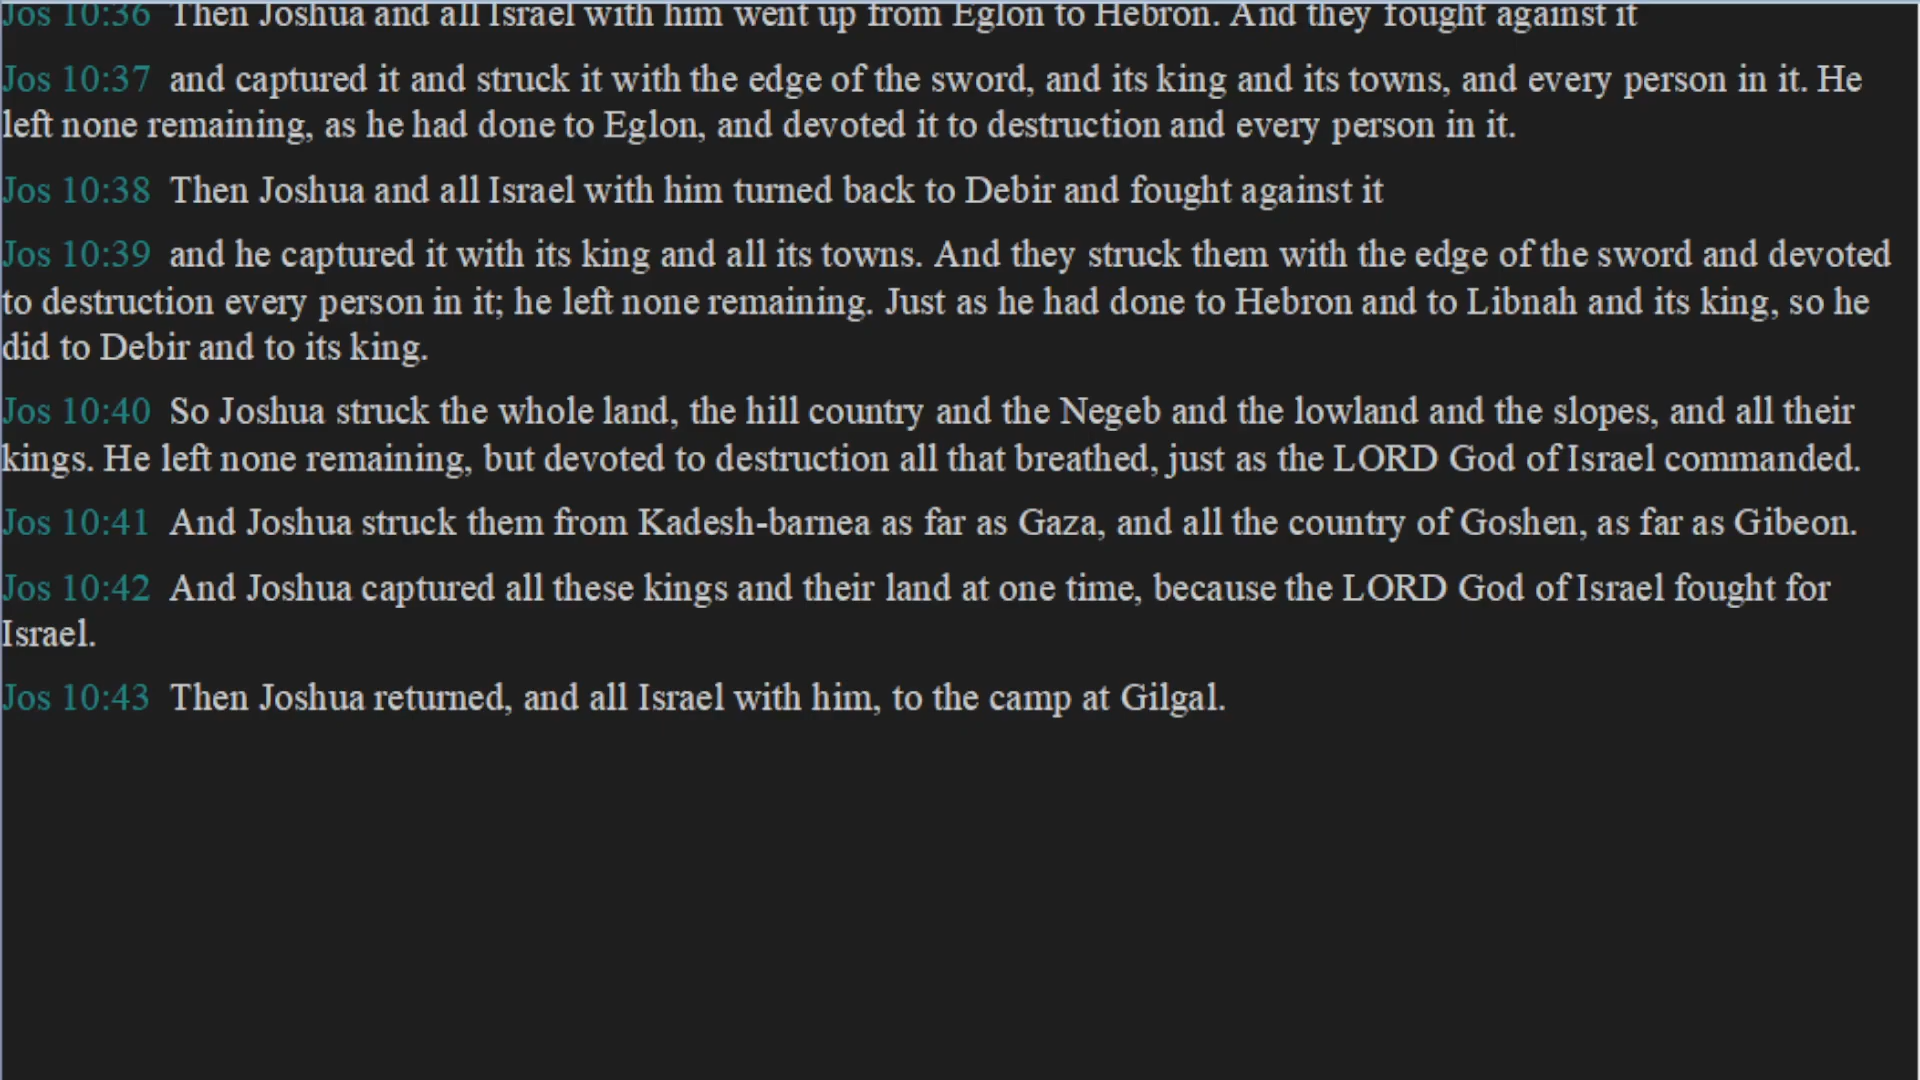 Jos 10:36 Then Joshua and all Israel with him went up from Eglon to Hebron. And they fought against it
Jos 10:37 and captured it and struck it with the edge of the sword, and its king and its towns, and every person in it. He
left none remaining, as he had done to Eglon, and devoted it to destruction and every person in it.
Jos 10:38 Then Joshua and all Israel with him turned back to Debir and fought against it
Jos 10:39 and he captured it with its king and all its towns. And they struck them with the edge of the sword and devoted
to destruction every person in it; he left none remaining. Just as he had done to Hebron and to Libnah and its king, so he
did to Debir and to its king.
Jos 10:40 So Joshua struck the whole land, the hill country and the Negeb and the lowland and the slopes, and all their
kings. He left none remaining, but devoted to destruction all that breathed, just as the LORD God of Israel commanded.
Jos 10:41 And Joshua struck them from Kadesh-barnea as far as Gaza, and all the country of Goshen, as far as Gibeon.
Jos 10:42 And Joshua captured all these kings and their land at one time, because the LORD God of Israel fought for
Israel.
Jos 10:43 Then Joshua returned, and all Israel with him, to the camp at Gilgal.